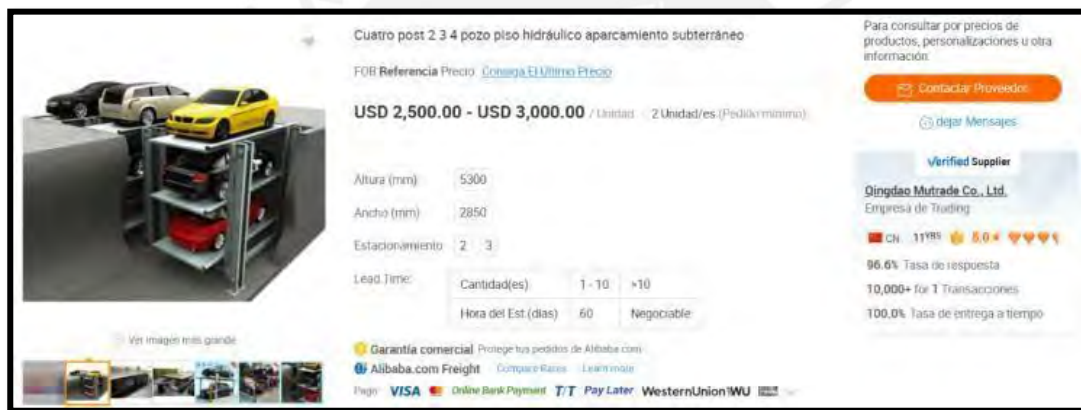 Cuatro post 2 3 4 pozo piso hidráulico aparcamiento subterráneo
FOB Referencia Precio: Consiga El Último Precio
USD 2,500.00 - USD 3,000.00 / Unidad 2 Unidad/es (Pedido mínimo)
Altura (mm) 5300
Ancho (mm) 2850
Estacionamiento 2 3
Lead Time:
Cantidad(es) 1 - 10 >10
Hora del Est.(días) 60 Negociable
Garantía comercial Protege tus pedidos de Alibaba.com
Alibaba.com Freight Compare Rates Learn more
Pago: VISA Online Bank Payment T/T Pay Later WesternUnion WU
Ver imagen más grande
Para consultar por precios de
productos, personalizaciones u otra
información:
Contactar Proveedor
dejar Mensajes
Verified Supplier
Qingdao Mutrade Co., Ltd.
Empresa de Trading
CN 11YRS 5.0
96.6% Tasa de respuesta
10,000+ for 1 Transacciones
100.0% Tasa de entrega a tiempo